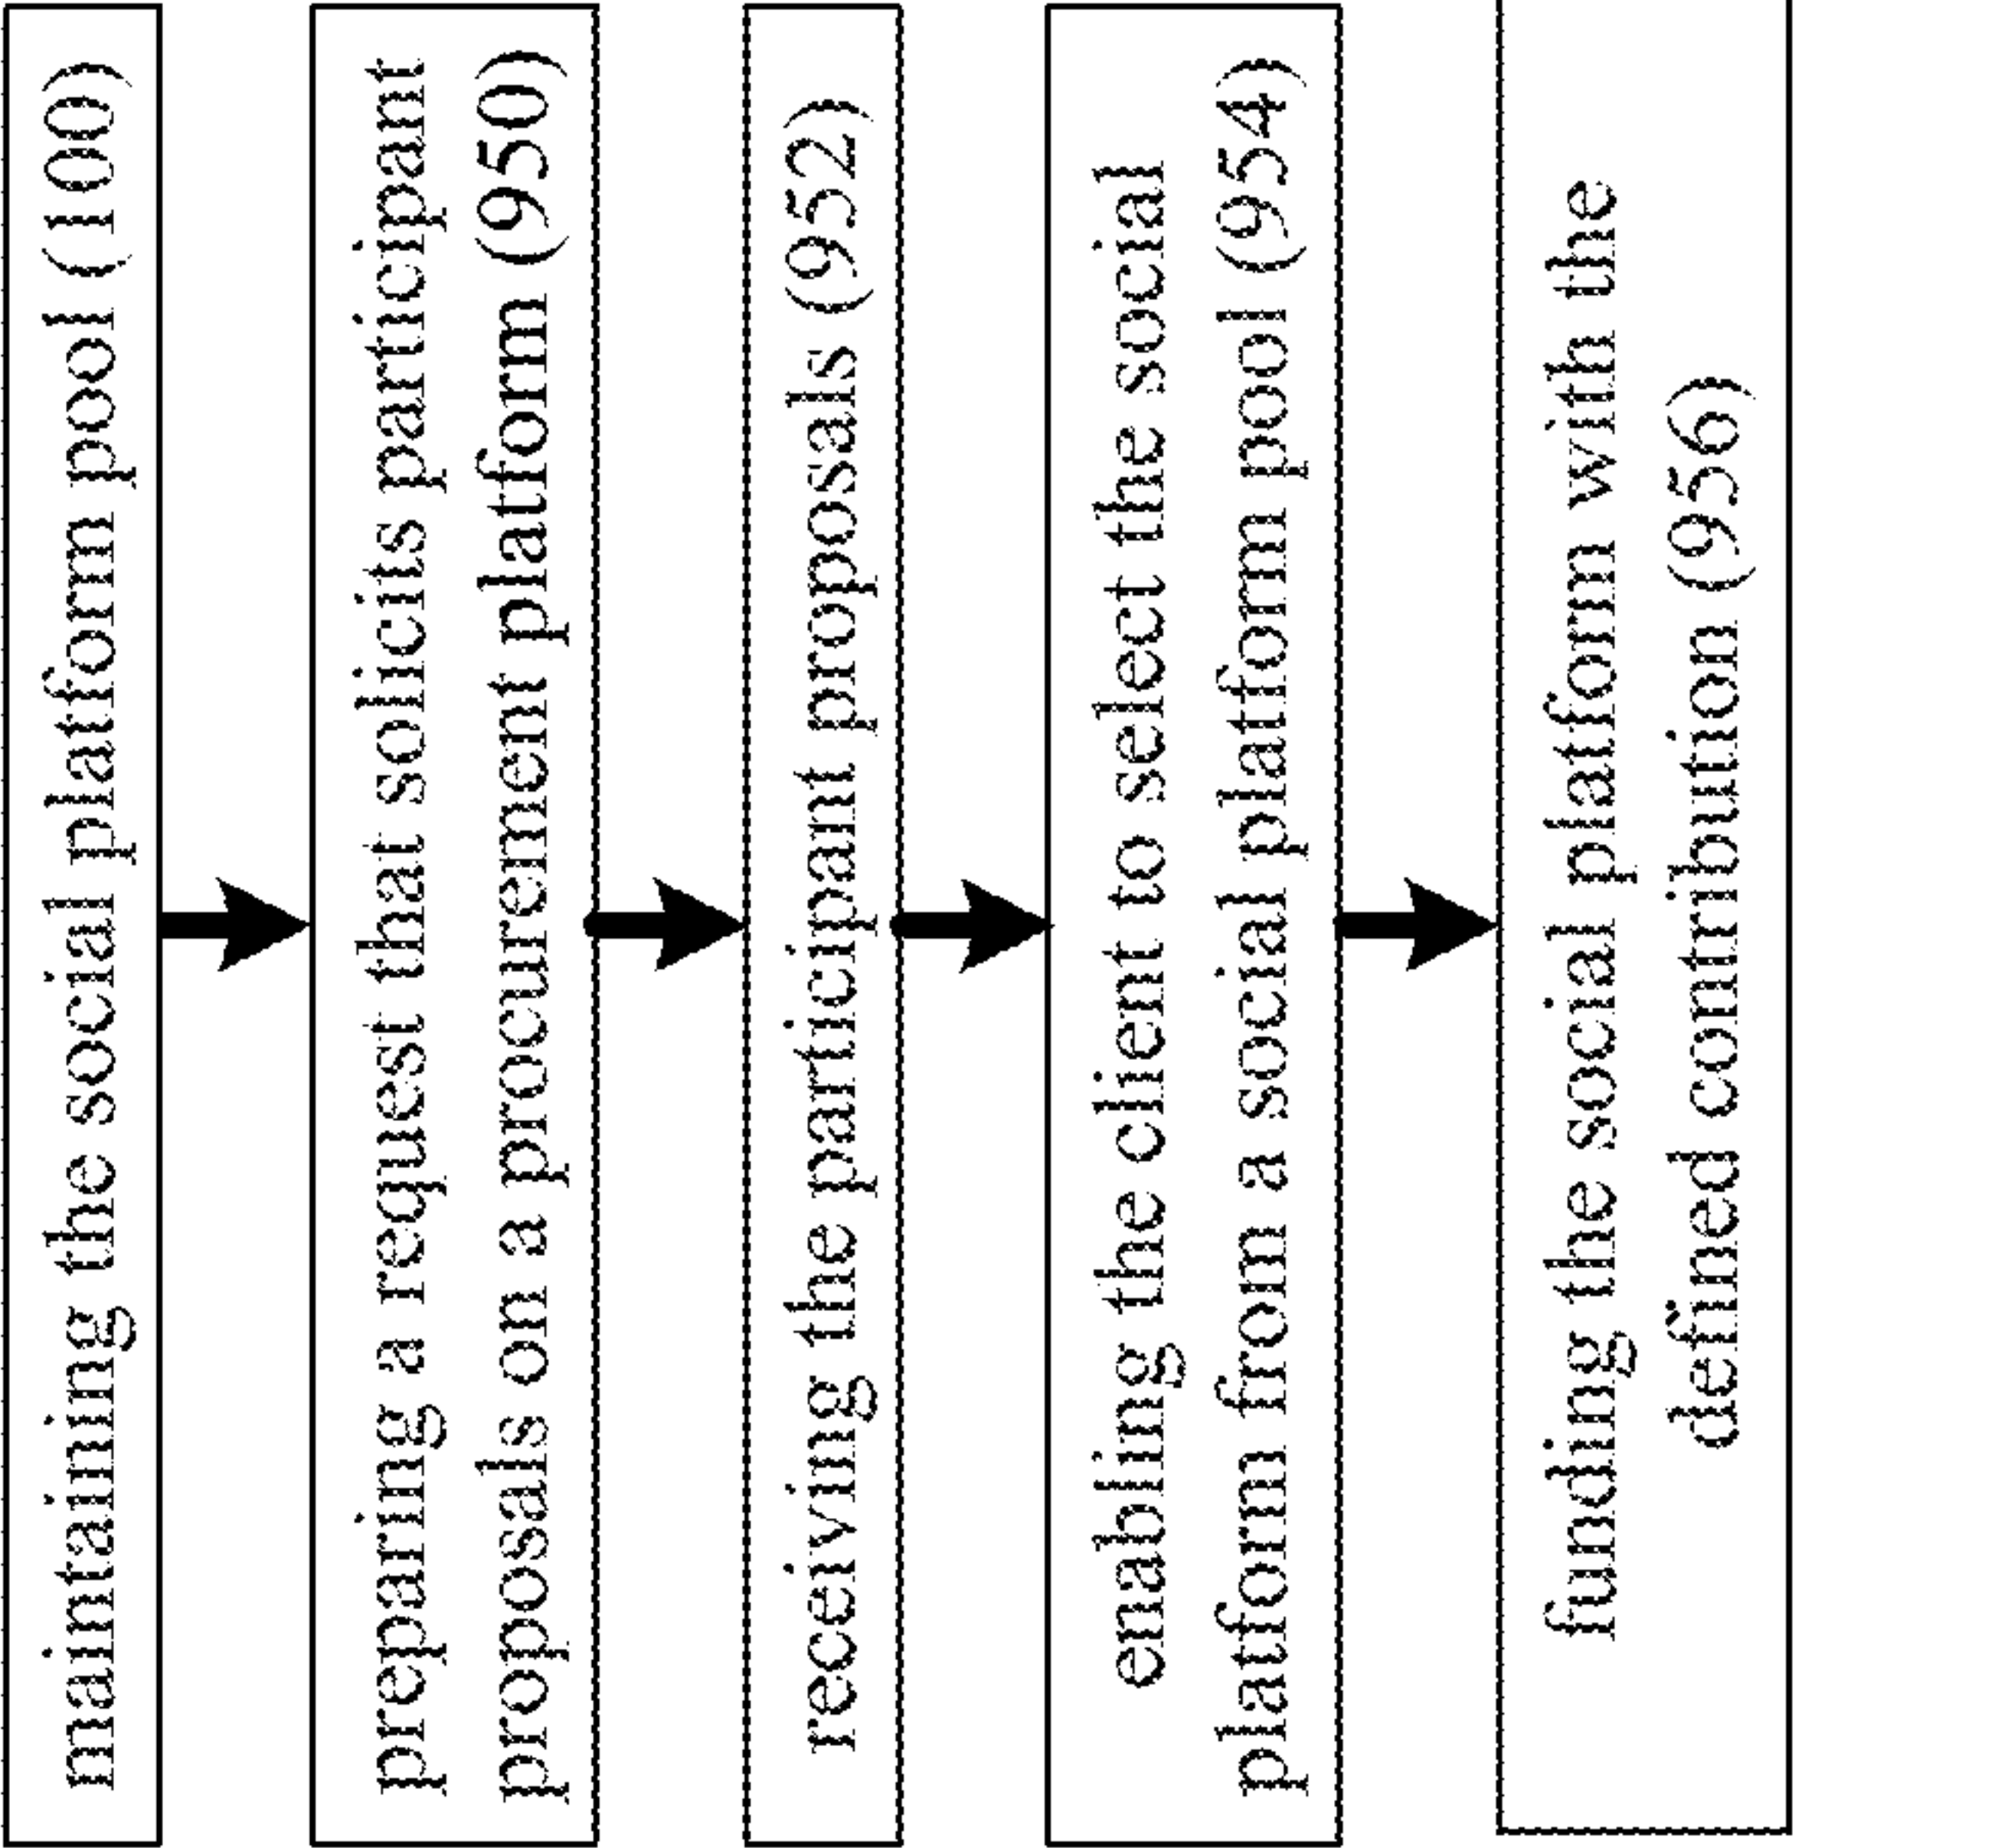 maintaining the social platform pool (100)
preparing a request that solicits participant
proposals on a procurement platform (950)
receiving the participant proposals (952)
enabling the client to select the social
platform from a social platform pool (954)
funding the social platform with the
defined contribution (956)